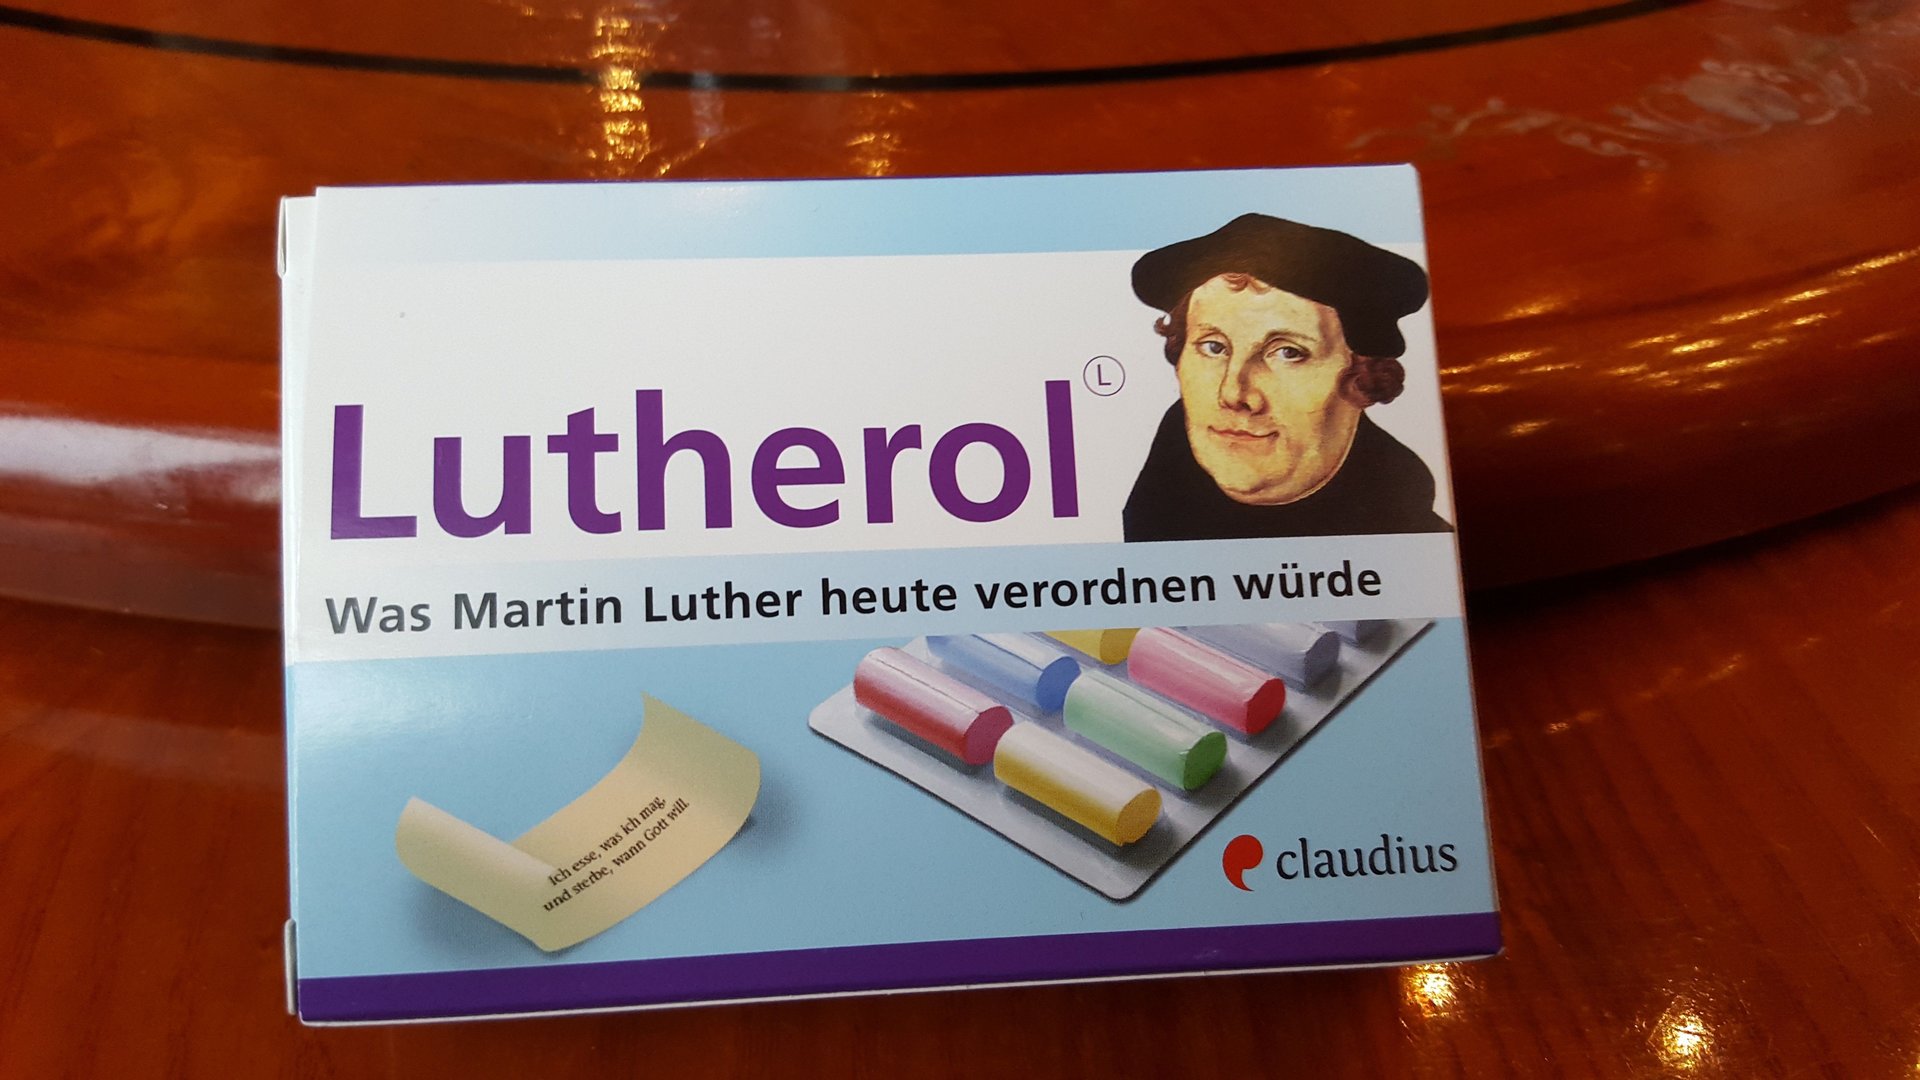 Lutherol Ⓛ
Was Martin Luther heute verordnen würde
Ich esse, was ich mag,
und sterbe, wann Gott will.
claudius